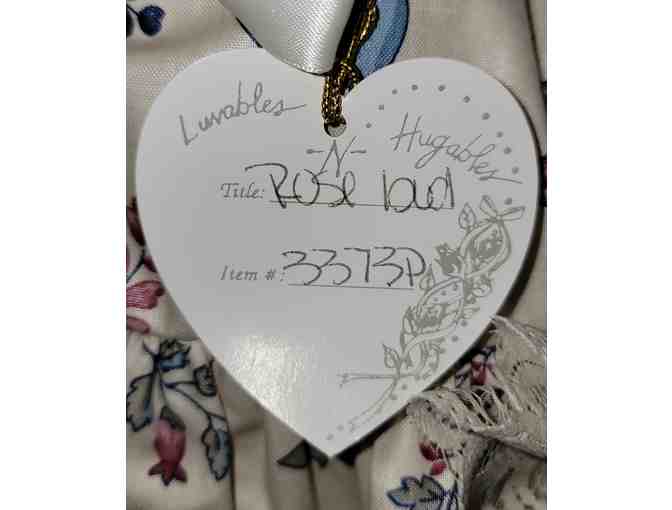 Luvables
-N-
Hugables
Title: Rose bud
Item #: 3373P